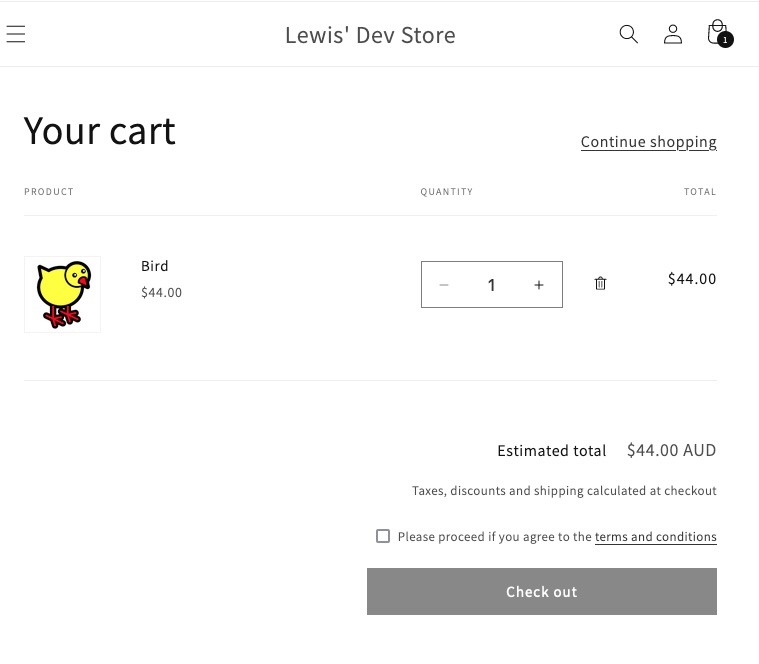 Lewis' Dev Store
1
Your cart
Continue shopping
PRODUCT QUANTITY TOTAL
Bird
$44.00
− 1 +
$44.00
Estimated total $44.00 AUD
Taxes, discounts and shipping calculated at checkout
Please proceed if you agree to the terms and conditions
Check out